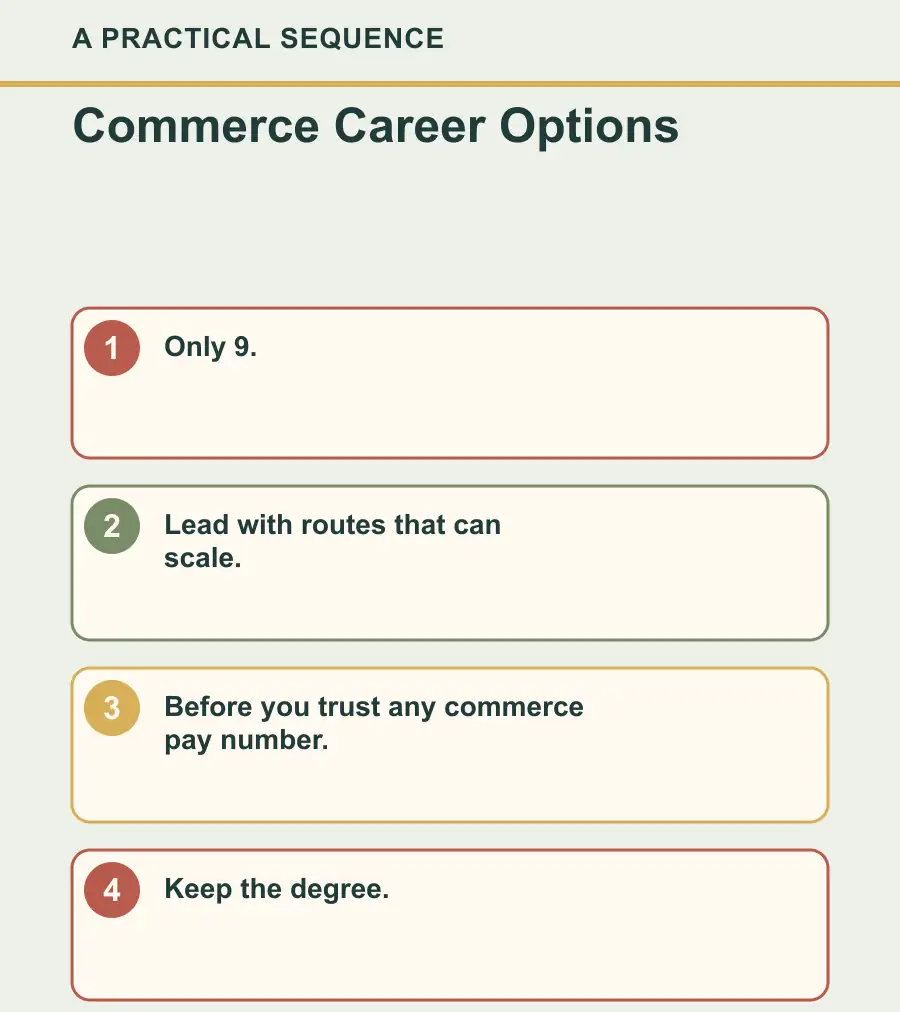 A PRACTICAL SEQUENCE
Commerce Career Options
1
Only 9.
2
Lead with routes that can
scale.
3
Before you trust any commerce
pay number.
4
Keep the degree.